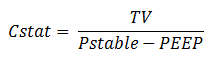 Cstat = TV / Pstable − PEEP